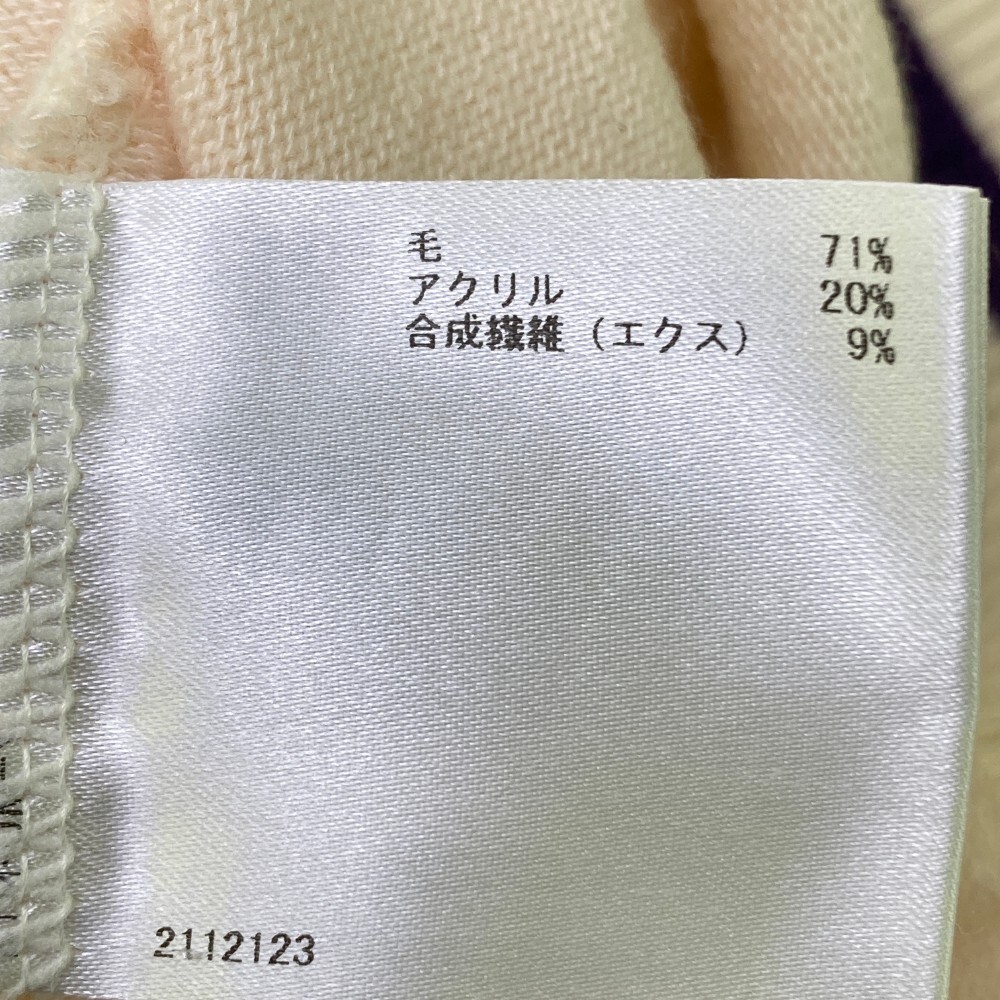 毛 71%
アクリル 20%
合成繊維（エクス） 9%
2112123